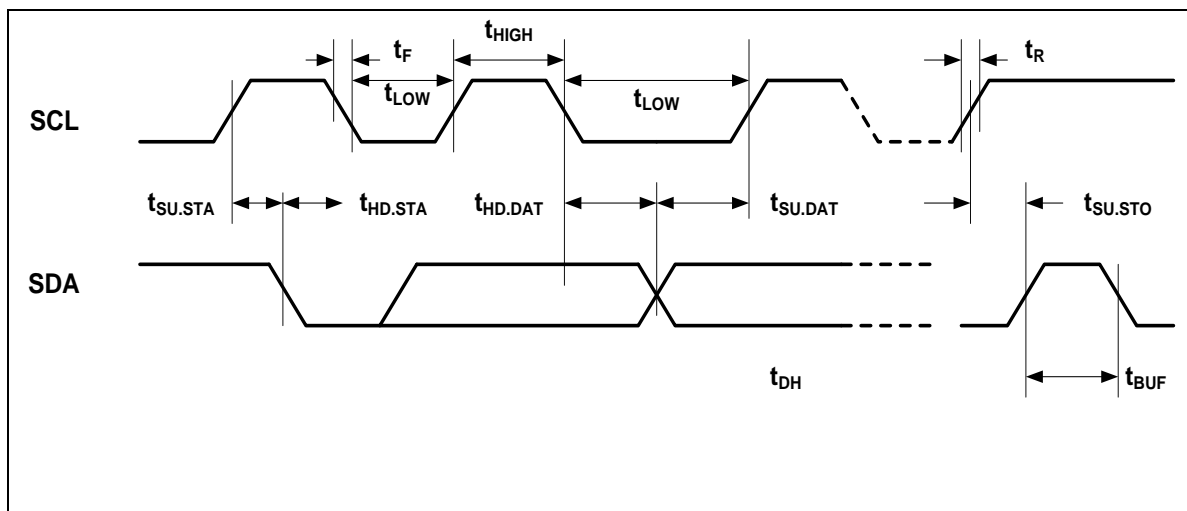 tHIGH
tF
tR
tLOW
tLOW
SCL
tSU.STA
tHD.STA
tHD.DAT
tSU.DAT
tSU.STO
SDA
tDH
tBUF